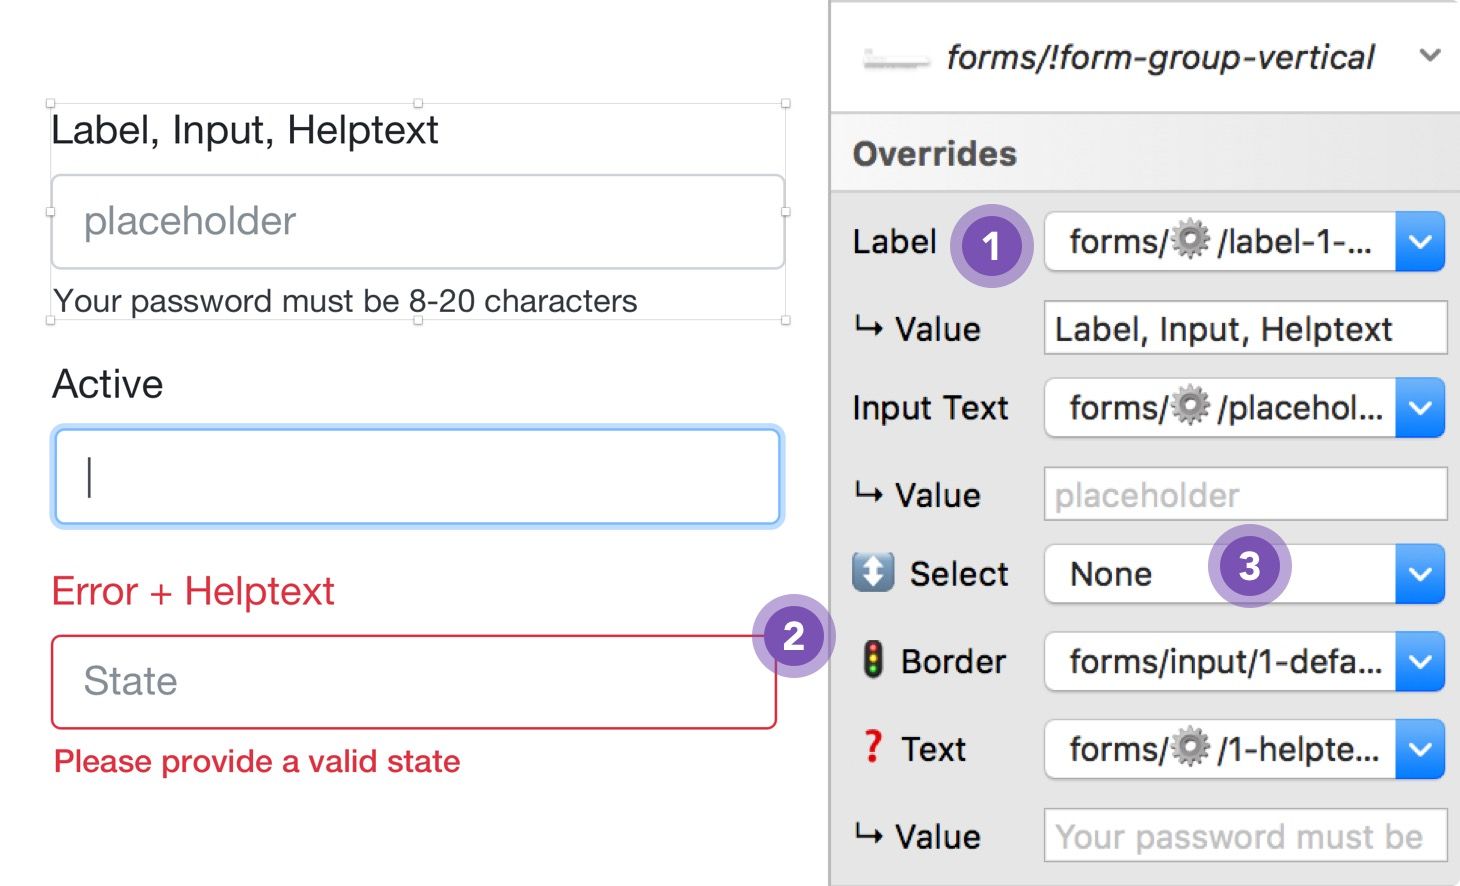 Label, Input, Helptext
placeholder
Your password must be 8-20 characters
Active
Error + Helptext
State
2
Please provide a valid state
forms/!form-group-vertical
Overrides
Label 1 forms/⚙️/label-1-...
↳ Value Label, Input, Helptext
Input Text forms/⚙️/placehol...
↳ Value placeholder
↕️ Select None 3
🚦 Border forms/input/1-defa...
❓ Text forms/⚙️/1-helpte...
↳ Value Your password must be